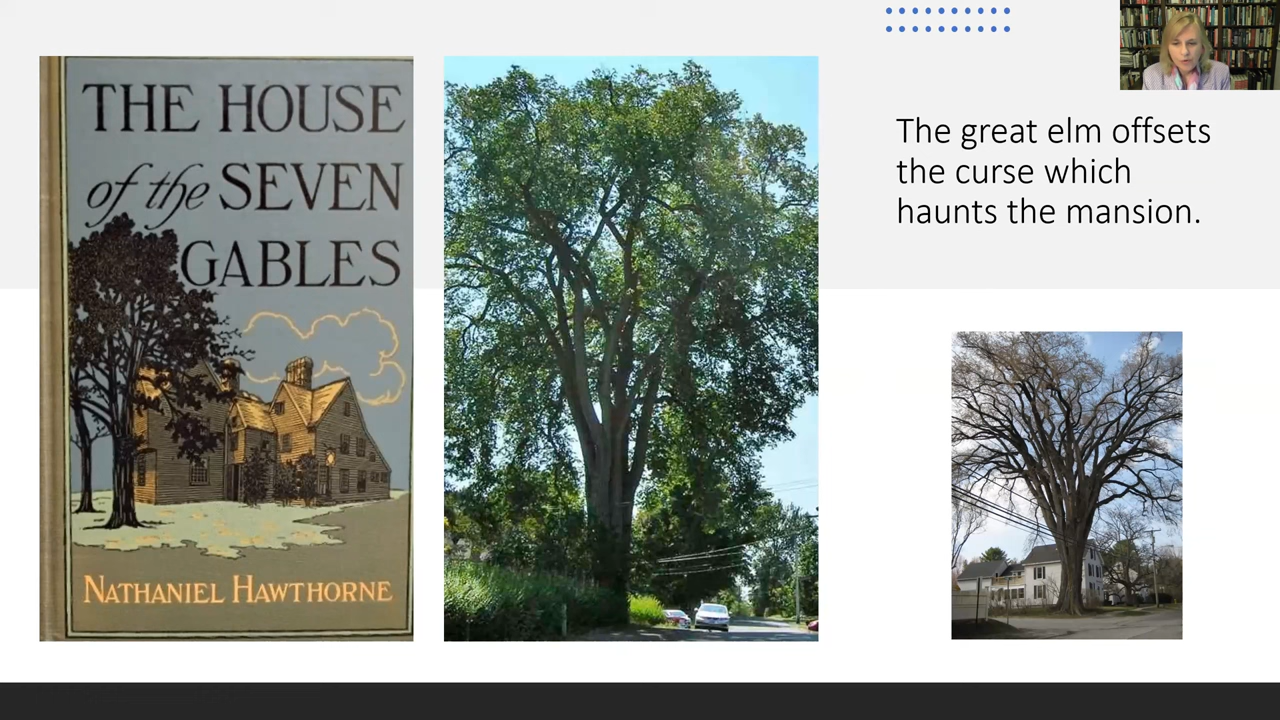 THE HOUSE
of the SEVEN
GABLES
NATHANIEL HAWTHORNE
The great elm offsets
the curse which
haunts the mansion.